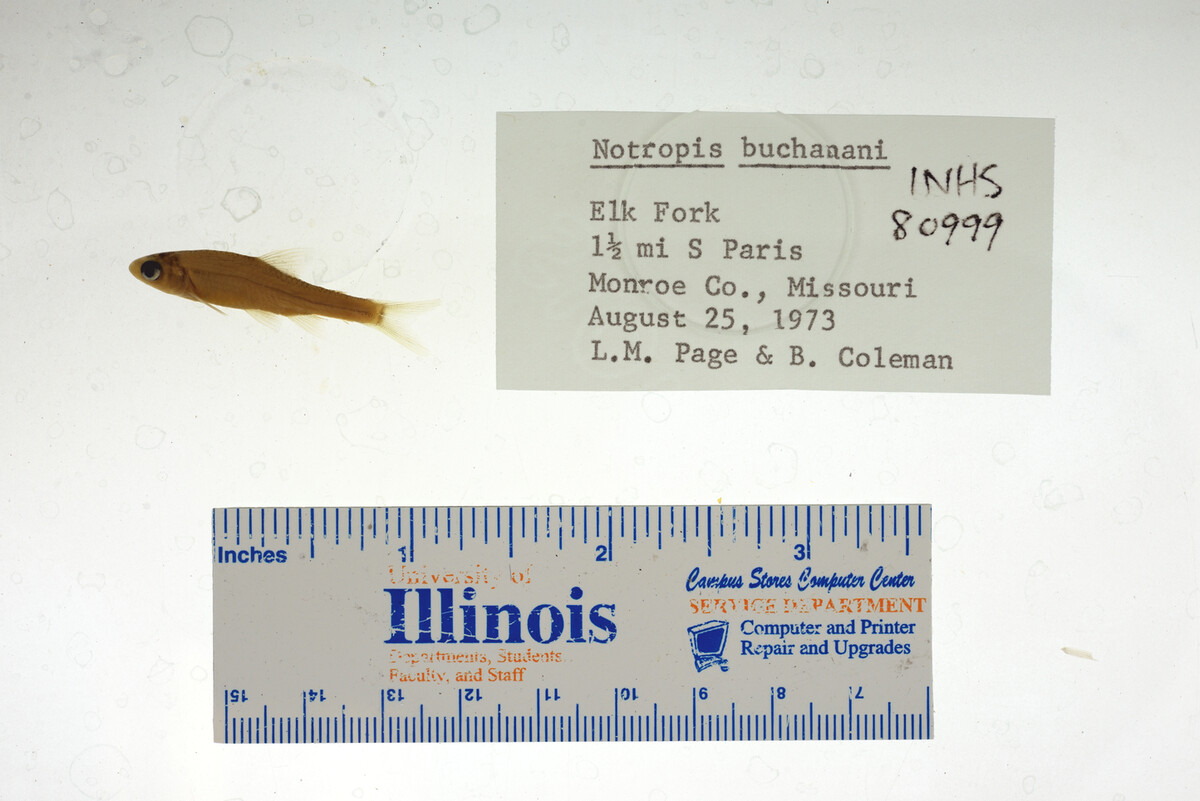 Notropis buchanani
INHS
80999
Elk Fork
1½ mi S Paris
Monroe Co., Missouri
August 25, 1973
L.M. Page & B. Coleman
Inches 1 2 3
University of
Illinois
Departments, Students
Faculty, and Staff
Campus Stores Computer Center
SERVICE DEPARTMENT
Computer and Printer
Repair and Upgrades
15 14 13 12 11 10 9 8 7